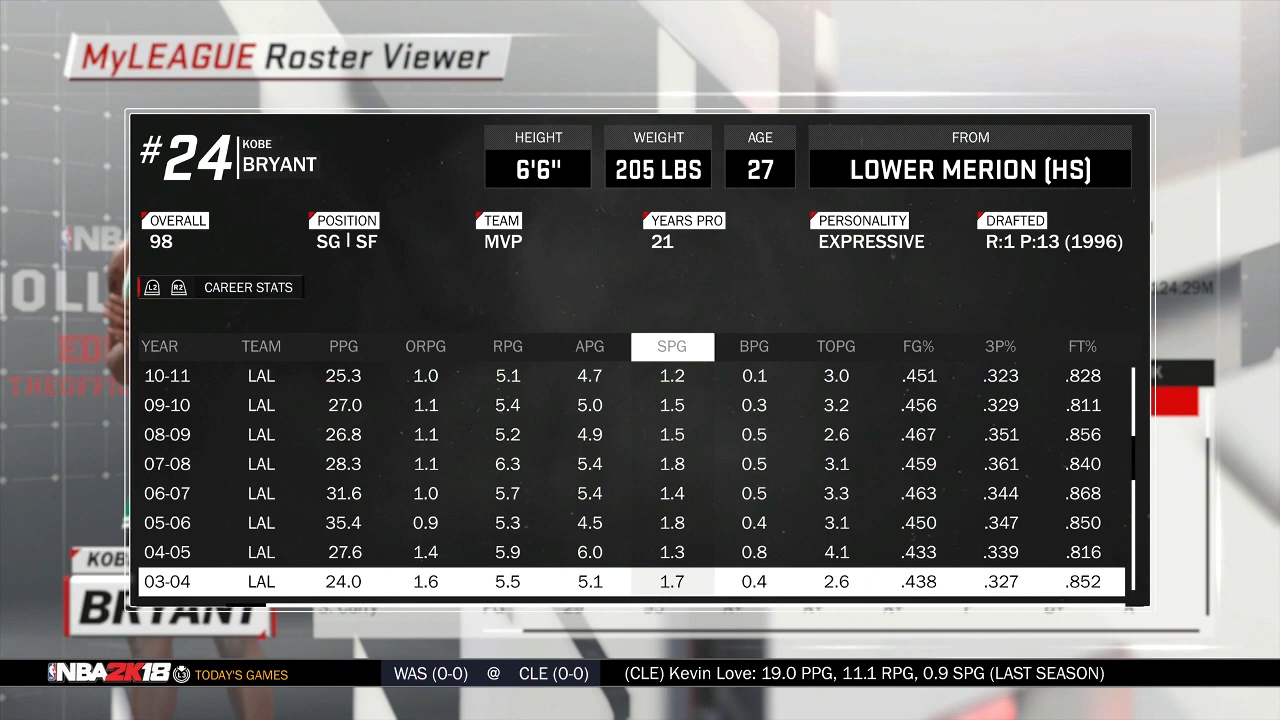 MyLEAGUE Roster Viewer
#24 KOBE BRYANT
HEIGHT WEIGHT AGE FROM
6'6" 205 LBS 27 LOWER MERION (HS)
OVERALL POSITION TEAM YEARS PRO PERSONALITY DRAFTED
98 SG | SF MVP 21 EXPRESSIVE R:1 P:13 (1996)
L2 R2 CAREER STATS
YEAR TEAM PPG ORPG RPG APG SPG BPG TOPG FG% 3P% FT%
10-11 LAL 25.3 1.0 5.1 4.7 1.2 0.1 3.0 .451 .323 .828
09-10 LAL 27.0 1.1 5.4 5.0 1.5 0.3 3.2 .456 .329 .811
08-09 LAL 26.8 1.1 5.2 4.9 1.5 0.5 2.6 .467 .351 .856
07-08 LAL 28.3 1.1 6.3 5.4 1.8 0.5 3.1 .459 .361 .840
06-07 LAL 31.6 1.0 5.7 5.4 1.4 0.5 3.3 .463 .344 .868
05-06 LAL 35.4 0.9 5.3 4.5 1.8 0.4 3.1 .450 .347 .850
04-05 LAL 27.6 1.4 5.9 6.0 1.3 0.8 4.1 .433 .339 .816
03-04 LAL 24.0 1.6 5.5 5.1 1.7 0.4 2.6 .438 .327 .852
NB
OLL
ED
THEOFFI
24.29M
KOB
BRYANT
NBA 2K18 TODAY'S GAMES WAS (0-0) @ CLE (0-0) (CLE) Kevin Love: 19.0 PPG, 11.1 RPG, 0.9 SPG (LAST SEASON)